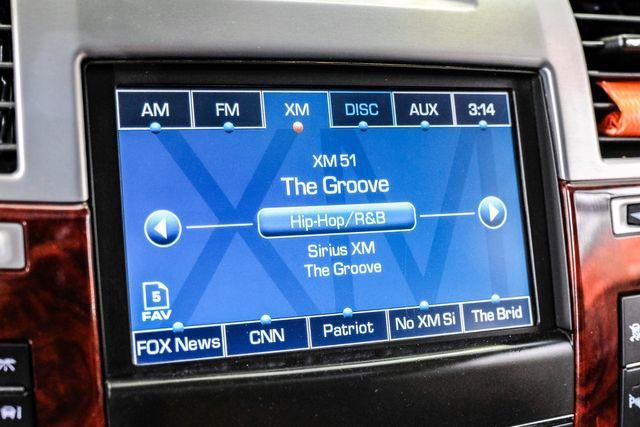 AM FM XM DISC AUX 3:14
XM
XM 51
The Groove
Hip-Hop/R&B
Sirius XM
The Groove
5
FAV
FOX News CNN Patriot No XM Si The Brid